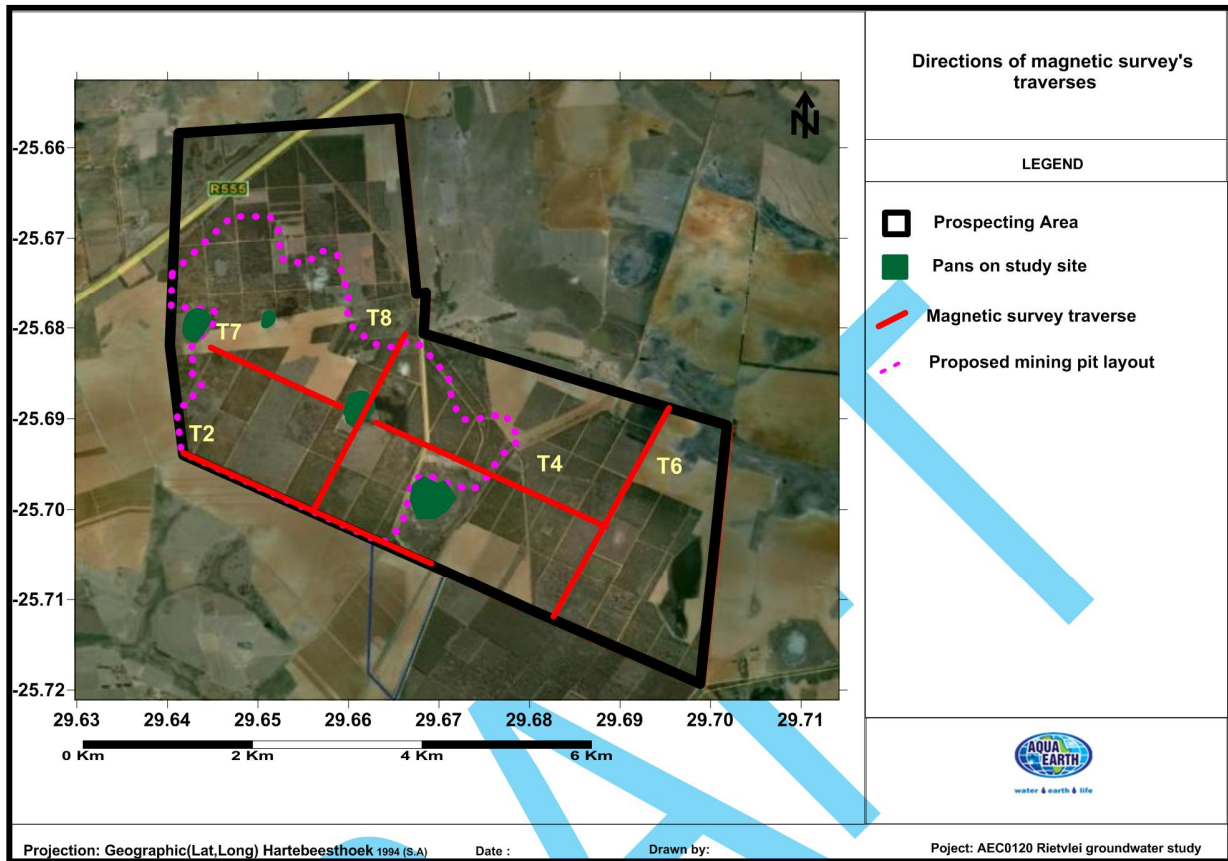 Directions of magnetic survey's
traverses
LEGEND
Prospecting Area
Pans on study site
Magnetic survey traverse
Proposed mining pit layout
N
-25.66
-25.67
-25.68
-25.69
-25.70
-25.71
-25.72
R555
T7
T8
T2
T4
T6
29.63 29.64 29.65 29.66 29.67 29.68 29.69 29.70 29.71
0 Km 2 Km 4 Km 6 Km
AQUA
EARTH
water earth life
Projection: Geographic(Lat,Long) Hartebeesthoek 1994 (S.A) Date : Drawn by: Poject: AEC0120 Rietvlei groundwater study